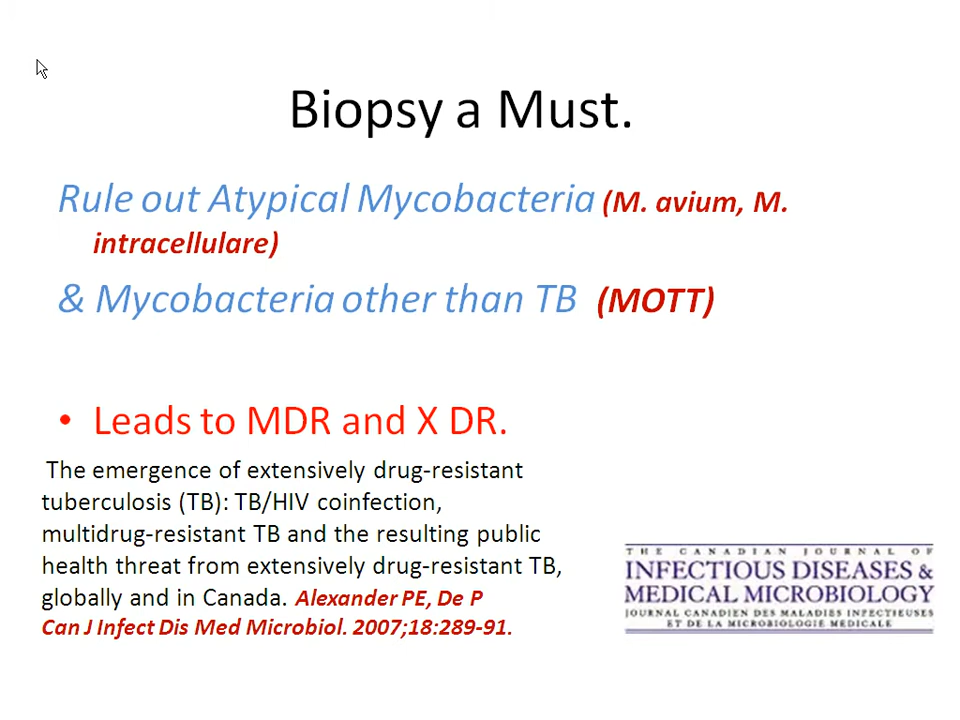 Biopsy a Must.
Rule out Atypical Mycobacteria (M. avium, M.
intracellulare)
& Mycobacteria other than TB (MOTT)
• Leads to MDR and X DR.
The emergence of extensively drug-resistant
tuberculosis (TB): TB/HIV coinfection,
multidrug-resistant TB and the resulting public
health threat from extensively drug-resistant TB,
globally and in Canada. Alexander PE, De P
Can J Infect Dis Med Microbiol. 2007;18:289-91.
THE CANADIAN JOURNAL OF
INFECTIOUS DISEASES &
MEDICAL MICROBIOLOGY
JOURNAL CANADIEN DES MALADIES INFECTIEUSES
ET DE LA MICROBIOLOGIE MEDICALE